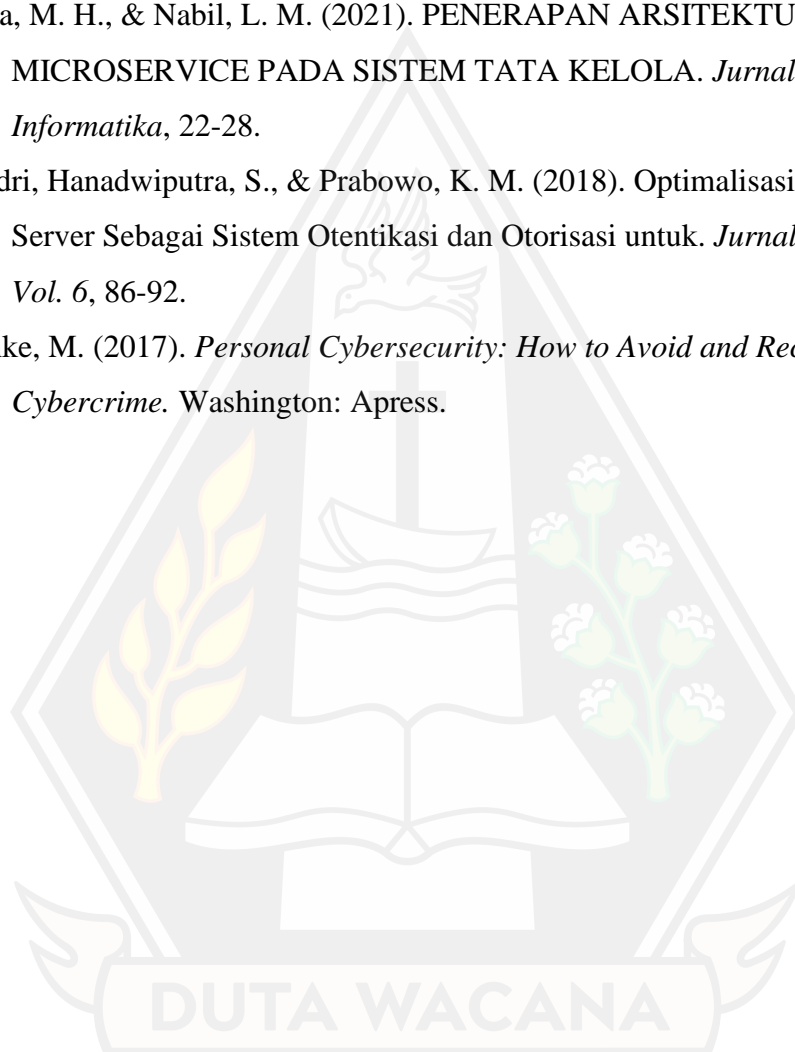 a, M. H., & Nabil, L. M. (2021). PENERAPAN ARSITEKTU
MICROSERVICE PADA SISTEM TATA KELOLA. Jurnal
Informatika, 22-28.
dri, Hanadwiputra, S., & Prabowo, K. M. (2018). Optimalisasi
Server Sebagai Sistem Otentikasi dan Otorisasi untuk. Jurnal
Vol. 6, 86-92.
ke, M. (2017). Personal Cybersecurity: How to Avoid and Rec
Cybercrime. Washington: Apress.
DUTA WACANA